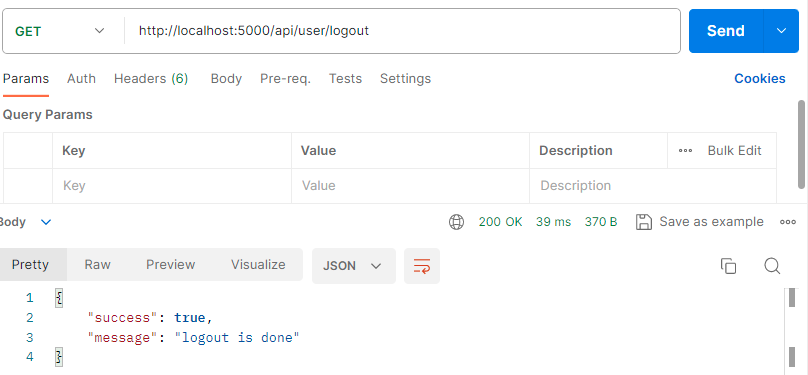 GET http://localhost:5000/api/user/logout Send
Params Auth Headers (6) Body Pre-req. Tests Settings Cookies
Query Params
Key Value Description Bulk Edit
Key Value Description
Body 200 OK 39 ms 370 B Save as example
Pretty Raw Preview Visualize JSON
1 {
2 "success": true,
3 "message": "logout is done"
4 }